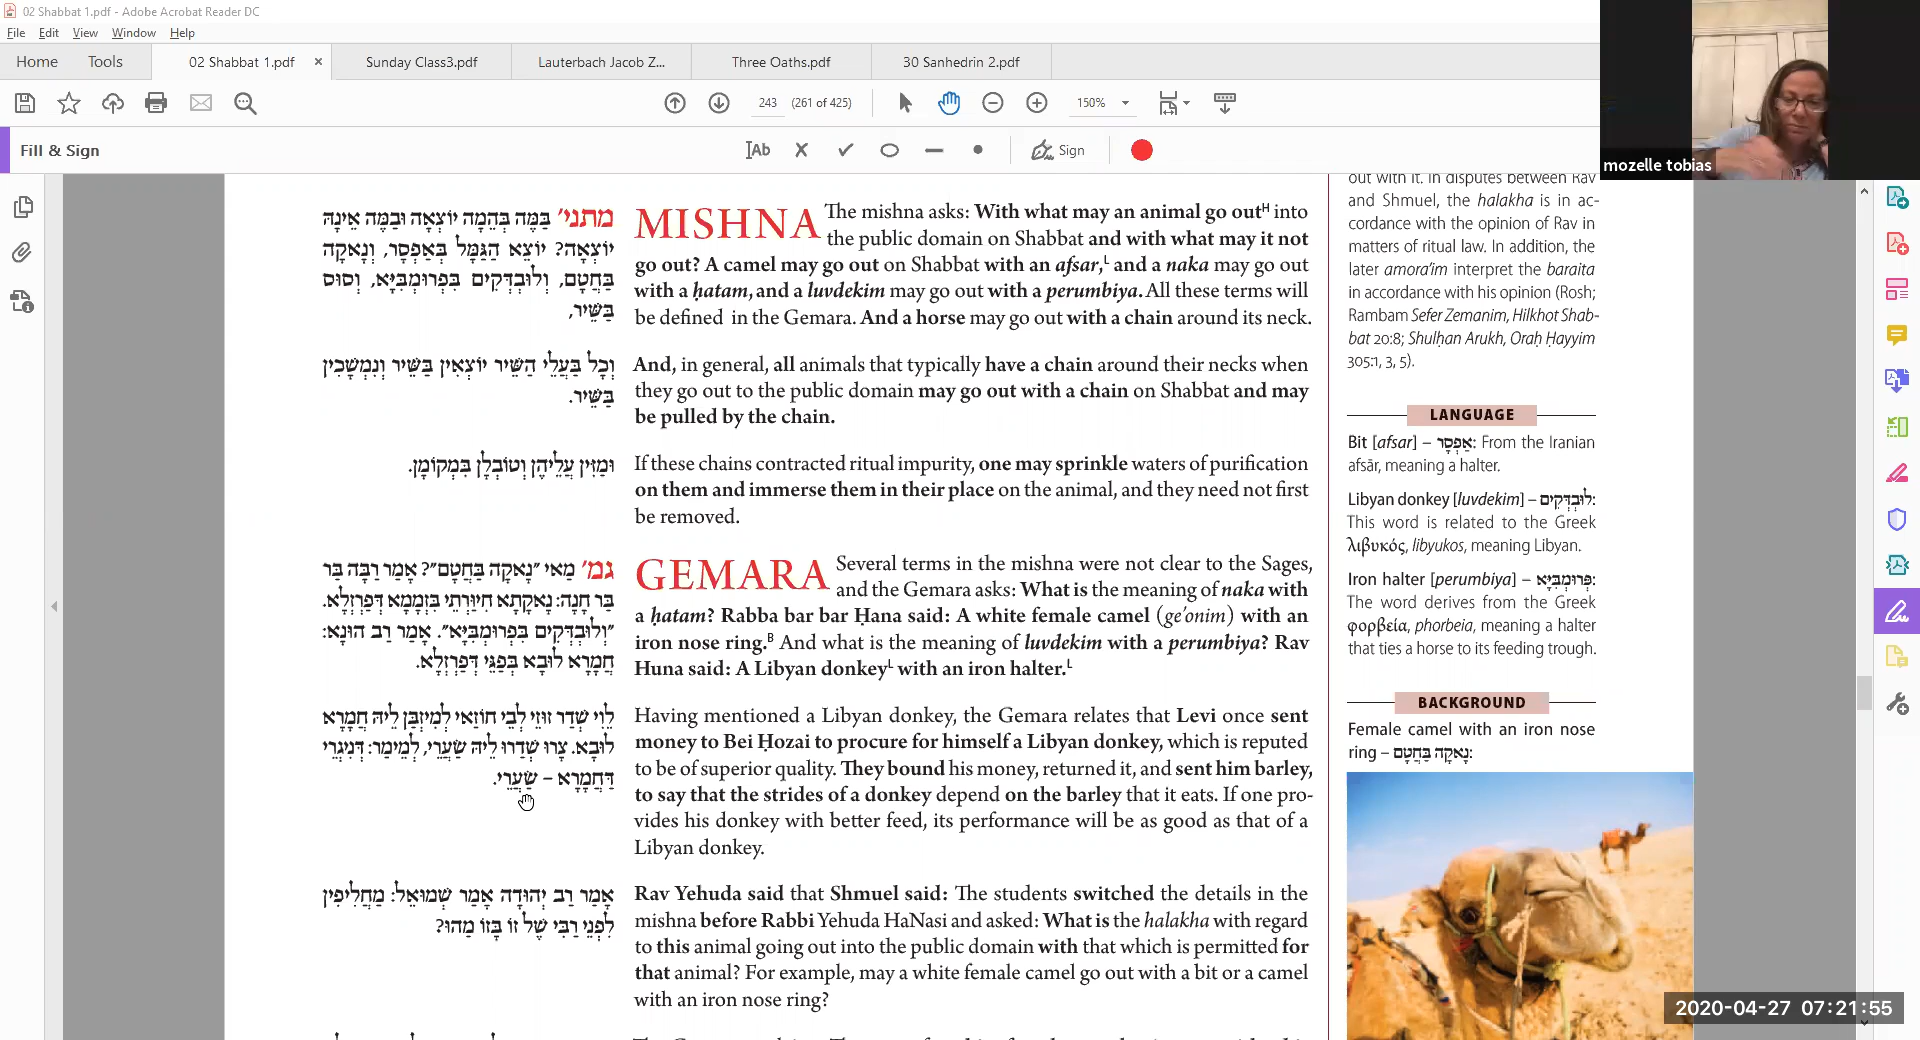 02 Shabbat 1.pdf - Adobe Acrobat Reader DC
File Edit View Window Help
Home Tools 02 Shabbat 1.pdf × Sunday Class3.pdf Lauterbach Jacob Z... Three Oaths.pdf 30 Sanhedrin 2.pdf
243 (261 of 425) 150%
Fill & Sign
Ab Sign
mozelle tobias
מתני׳ בַּמֶּה בְּהֵמָה יוֹצְאָה וּבַמֶּה אֵינָהּ
יוֹצְאָה? יוֹצֵא הַגַּמָּל בְּאַפְסָר, וְנָאקָה
בַּחֲטָם, וְלוּבְדְּקִים בִּפְרוּמְבִּיָּא, וְסוּס
בַּשֵּׁיר,
וְכָל בַּעֲלֵי הַשֵּׁיר יוֹצְאִין בַּשֵּׁיר וְנִמְשָׁכִין
בַּשֵּׁיר.
וּמַזִּין עֲלֵיהֶן וְטוֹבְלָן בִּמְקוֹמָן.
גמ׳ מַאי ״נָאקָה בַּחֲטָם״? אָמַר רַבָּה בַּר
בַּר חָנָה: נָאקְתָא חִיוַּרְתִּי בִּזְמָמָא דְּפַרְזְלָא.
״וְלוּבְדְּקִים בִּפְרוּמְבִּיָּא״. אָמַר רַב הוּנָא:
חֲמָרָא לוּבָא בְּפַגֵּי דְּפַרְזְלָא.
לֵוִי שְׁדַר זוּזֵי לְבֵי חוֹזָאֵי לְמִיזְבַּן לֵיהּ חֲמָרָא
לוּבָא. צָרוּ שְׁדַרוּ לֵיהּ שְׂעָרֵי, לְמֵימַר: דְּנִיגְרֵי
דַּחֲמָרָא – שְׂעָרֵי.
אָמַר רַב יְהוּדָה אָמַר שְׁמוּאֵל: מַחֲלִיפִין
לִפְנֵי רַבִּי שֶׁל זוֹ בָּזוֹ מַהוּ?
MISHNA The mishna asks: With what may an animal go outᴴ into
the public domain on Shabbat and with what may it not
go out? A camel may go out on Shabbat with an afsar,ᴸ and a naka may go out
with a ḥatam, and a luvdekim may go out with a perumbiya. All these terms will
be defined in the Gemara. And a horse may go out with a chain around its neck.
And, in general, all animals that typically have a chain around their necks when
they go out to the public domain may go out with a chain on Shabbat and may
be pulled by the chain.
If these chains contracted ritual impurity, one may sprinkle waters of purification
on them and immerse them in their place on the animal, and they need not first
be removed.
GEMARA Several terms in the mishna were not clear to the Sages,
and the Gemara asks: What is the meaning of naka with
a ḥatam? Rabba bar bar Ḥana said: A white female camel (ge'onim) with an
iron nose ring.ᴮ And what is the meaning of luvdekim with a perumbiya? Rav
Huna said: A Libyan donkeyᴸ with an iron halter.ᴸ
Having mentioned a Libyan donkey, the Gemara relates that Levi once sent
money to Bei Ḥozai to procure for himself a Libyan donkey, which is reputed
to be of superior quality. They bound his money, returned it, and sent him barley,
to say that the strides of a donkey depend on the barley that it eats. If one pro-
vides his donkey with better feed, its performance will be as good as that of a
Libyan donkey.
Rav Yehuda said that Shmuel said: The students switched the details in the
mishna before Rabbi Yehuda HaNasi and asked: What is the halakha with regard
to this animal going out into the public domain with that which is permitted for
that animal? For example, may a white female camel go out with a bit or a camel
with an iron nose ring?
out with it. In disputes between Rav
and Shmuel, the halakha is in ac-
cordance with the opinion of Rav in
matters of ritual law. In addition, the
later amora'im interpret the baraita
in accordance with his opinion (Rosh;
Rambam Sefer Zemanim, Hilkhot Shab-
bat 20:8; Shulḥan Arukh, Oraḥ Ḥayyim
305:1, 3, 5).
LANGUAGE
Bit [afsar] – אַפְסָר: From the Iranian
afsār, meaning a halter.
Libyan donkey [luvdekim] – לוּבְדְּקִים:
This word is related to the Greek
λιβυκός, libyukos, meaning Libyan.
Iron halter [perumbiya] – פְּרוּמְבִּיָּא:
The word derives from the Greek
φορβεία, phorbeia, meaning a halter
that ties a horse to its feeding trough.
BACKGROUND
Female camel with an iron nose
ring – נָאקָה בַּחֲטָם:
2020-04-27 07:21:55